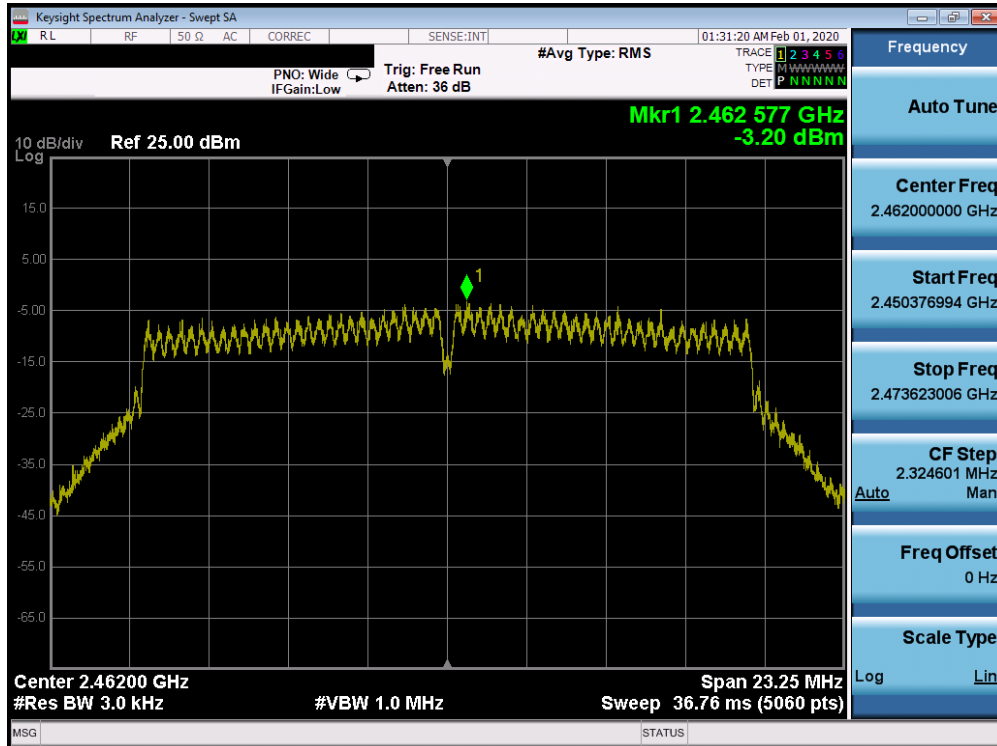 Keysight Spectrum Analyzer - Swept SA
LXI RL RF 50 Ω AC CORREC SENSE:INT 01:31:20 AM Feb 01, 2020
PNO: Wide
IFGain:Low
Trig: Free Run
Atten: 36 dB
#Avg Type: RMS
TRACE 1 2 3 4 5 6
TYPE M WWWWW
DET P N N N N N
Mkr1 2.462 577 GHz
-3.20 dBm
10 dB/div Ref 25.00 dBm
Log
15.0
5.00
1
-5.00
-15.0
-25.0
-35.0
-45.0
-55.0
-65.0
Center 2.46200 GHz Span 23.25 MHz
#Res BW 3.0 kHz #VBW 1.0 MHz Sweep 36.76 ms (5060 pts)
MSG STATUS
Frequency
Auto Tune
Center Freq
2.462000000 GHz
Start Freq
2.450376994 GHz
Stop Freq
2.473623006 GHz
CF Step
2.324601 MHz
Auto Man
Freq Offset
0 Hz
Scale Type
Log Lin